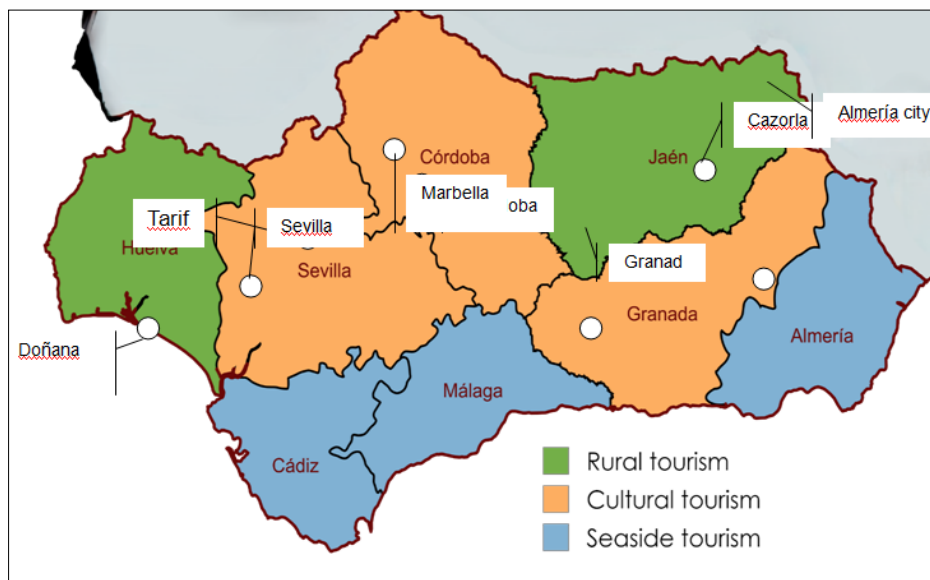 Córdoba
Jaén
Cazorla
Almería city
Marbella
oba
Tarif
Sevilla
Huelva
Sevilla
Granad
Granada
Almería
Doñana
Málaga
Cádiz
Rural tourism
Cultural tourism
Seaside tourism